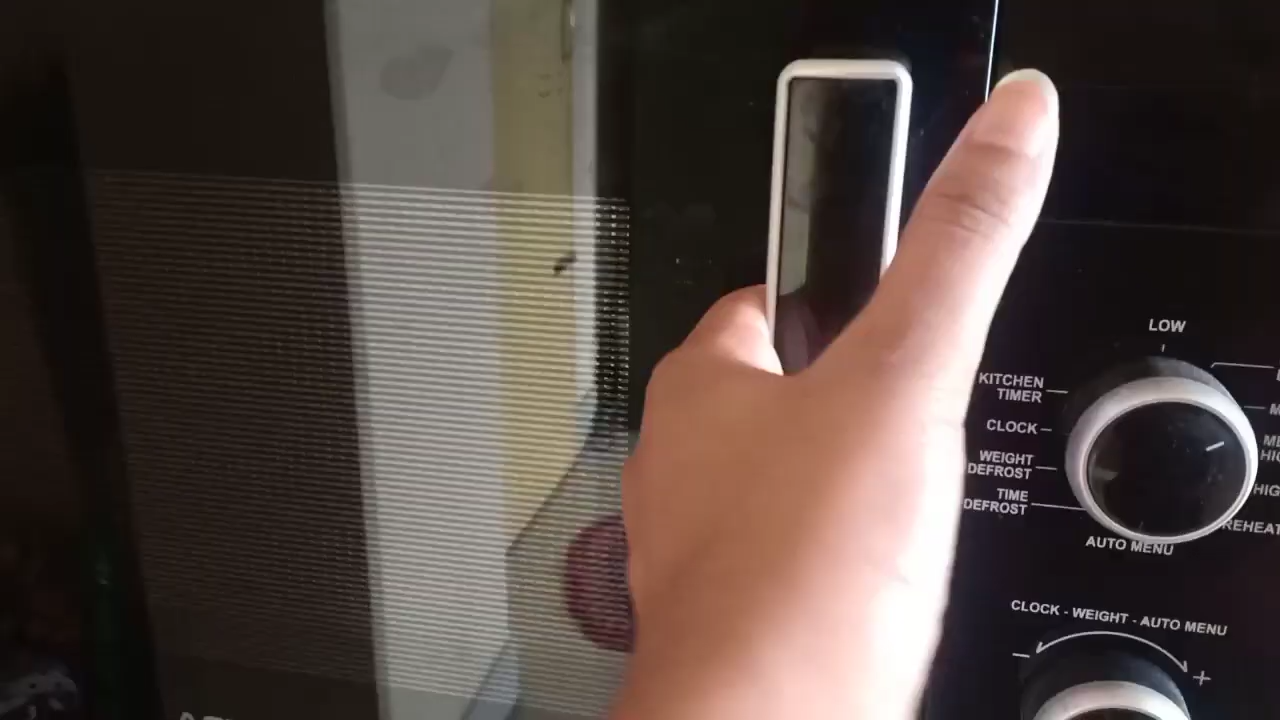 LOW
KITCHEN
TIMER
CLOCK
WEIGHT
DEFROST
TIME
DEFROST
REHEAT
AUTO MENU
CLOCK - WEIGHT - AUTO MENU
- +